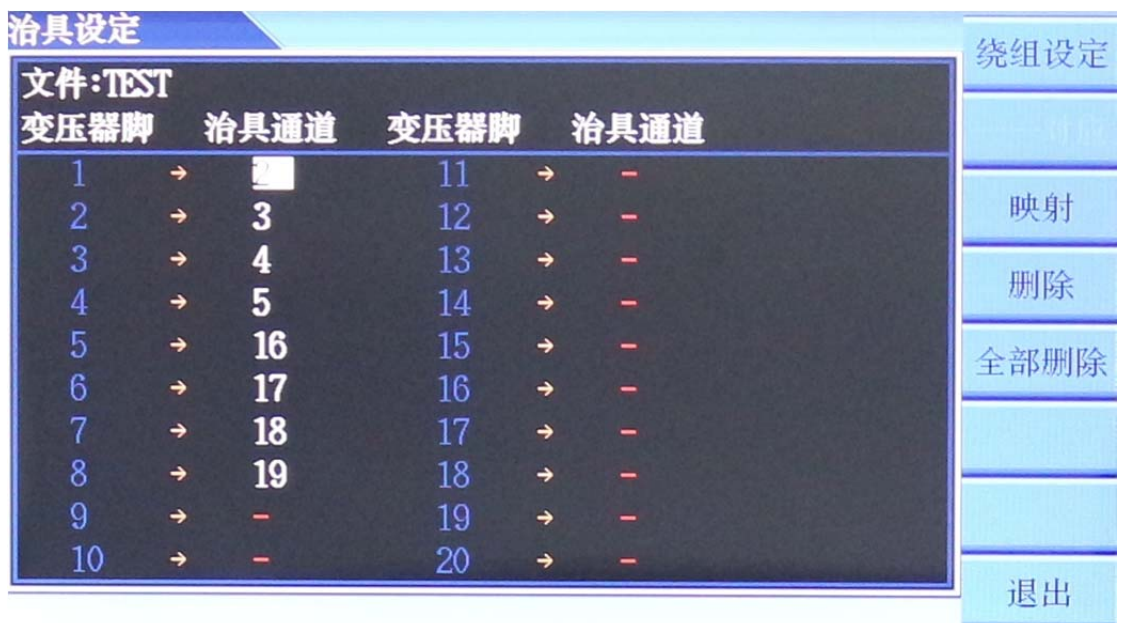 治具设定
文件:TEST
变压器脚 治具通道 变压器脚 治具通道
1 → 2 11 → -
2 → 3 12 → -
3 → 4 13 → -
4 → 5 14 → -
5 → 16 15 → -
6 → 17 16 → -
7 → 18 17 → -
8 → 19 18 → -
9 → - 19 → -
10 → - 20 → -
绕组设定
映射
删除
全部删除
退出